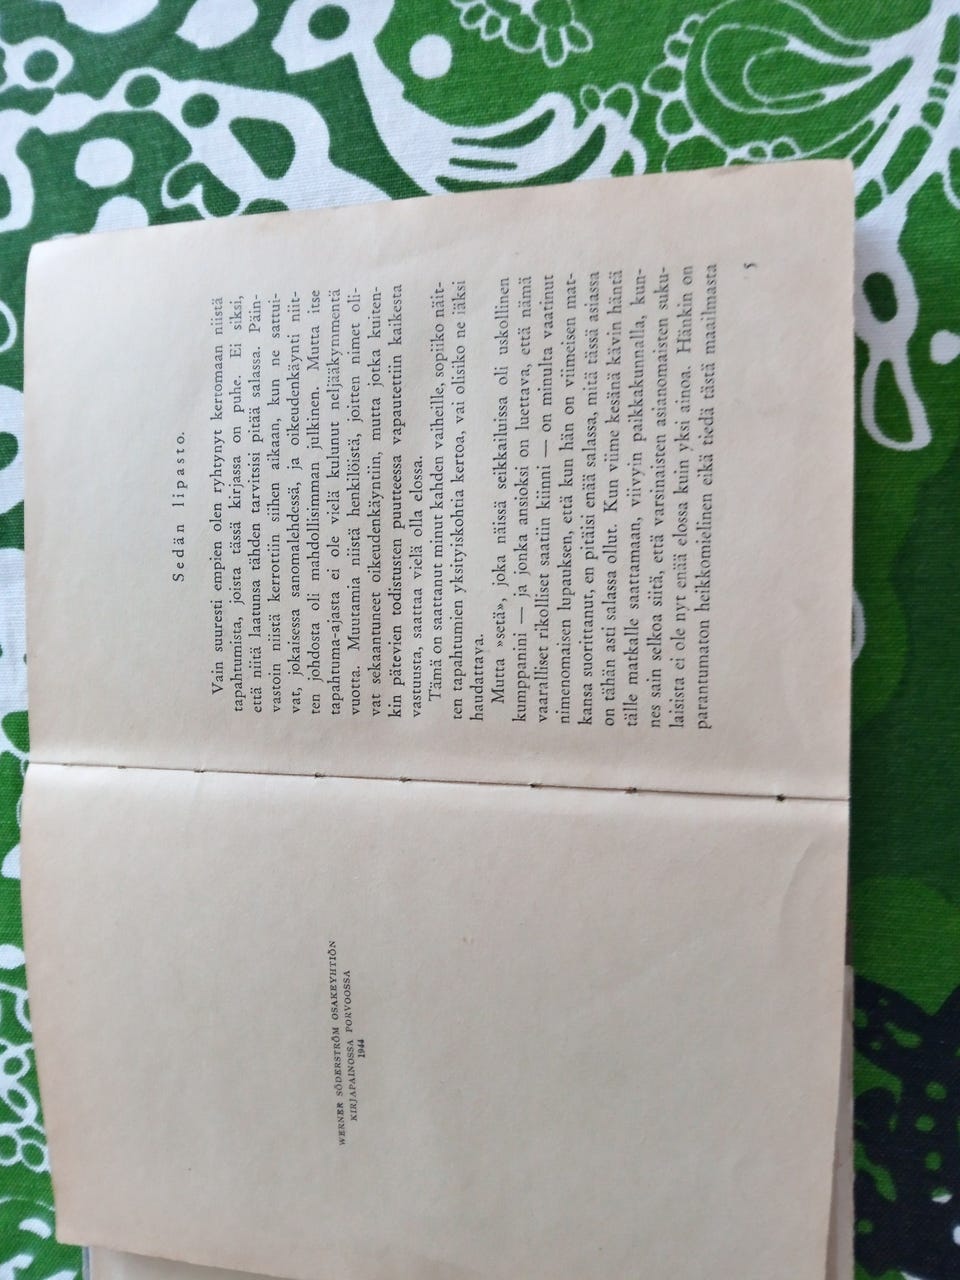 WERNER SÖDERSTRÖM OSAKEYHTIÖN
KIRJAPAINOSSA PORVOOSSA
1944
Sedän lipasto.
Vain suuresti empien olen ryhtynyt kertomaan niistä
tapahtumista, joista tässä kirjassa on puhe. Ei siksi,
että niitä laatunsa tähden tarvitsisi pitää salassa. Päin-
vastoin niistä kerrottiin siihen aikaan, kun ne sattui-
vat, jokaisessa sanomalehdessä, ja oikeudenkäynti niit-
ten johdosta oli mahdollisimman julkinen. Mutta itse
tapahtuma-ajasta ei ole vielä kulunut neljääkymmentä
vuotta. Muutamia niistä henkilöistä, joitten nimet oli-
vat sekaantuneet oikeudenkäyntiin, mutta jotka kuiten-
kin pätevien todistusten puutteessa vapautettiin kaikesta
vastuusta, saattaa vielä olla elossa.
Tämä on saattanut minut kahden vaiheille, sopiiko näit-
ten tapahtumien yksityiskohtia kertoa, vai olisiko ne iäksi
haudattava.
Mutta »setä», joka näissä seikkailuissa oli uskollinen
kumppanini — ja jonka ansioksi on luettava, että nämä
vaaralliset rikolliset saatiin kiinni — on minulta vaatinut
nimenomaisen lupauksen, että kun hän on viimeisen mat-
kansa suorittanut, en pitäisi enää salassa, mitä tässä asiassa
on tähän asti salassa ollut. Kun viime kesänä kävin häntä
tälle matkalle saattamaan, viivyin paikkakunnalla, kun-
nes sain selkoa siitä, että varsinaisten asianomaisten suku-
laisista ei ole nyt enää elossa kuin yksi ainoa. Hänkin on
parantumaton heikkomielinen eikä tiedä tästä maailmasta
5